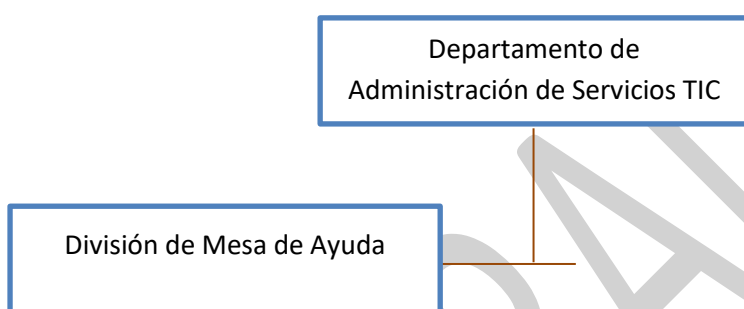 Departamento de
Administración de Servicios TIC
División de Mesa de Ayuda